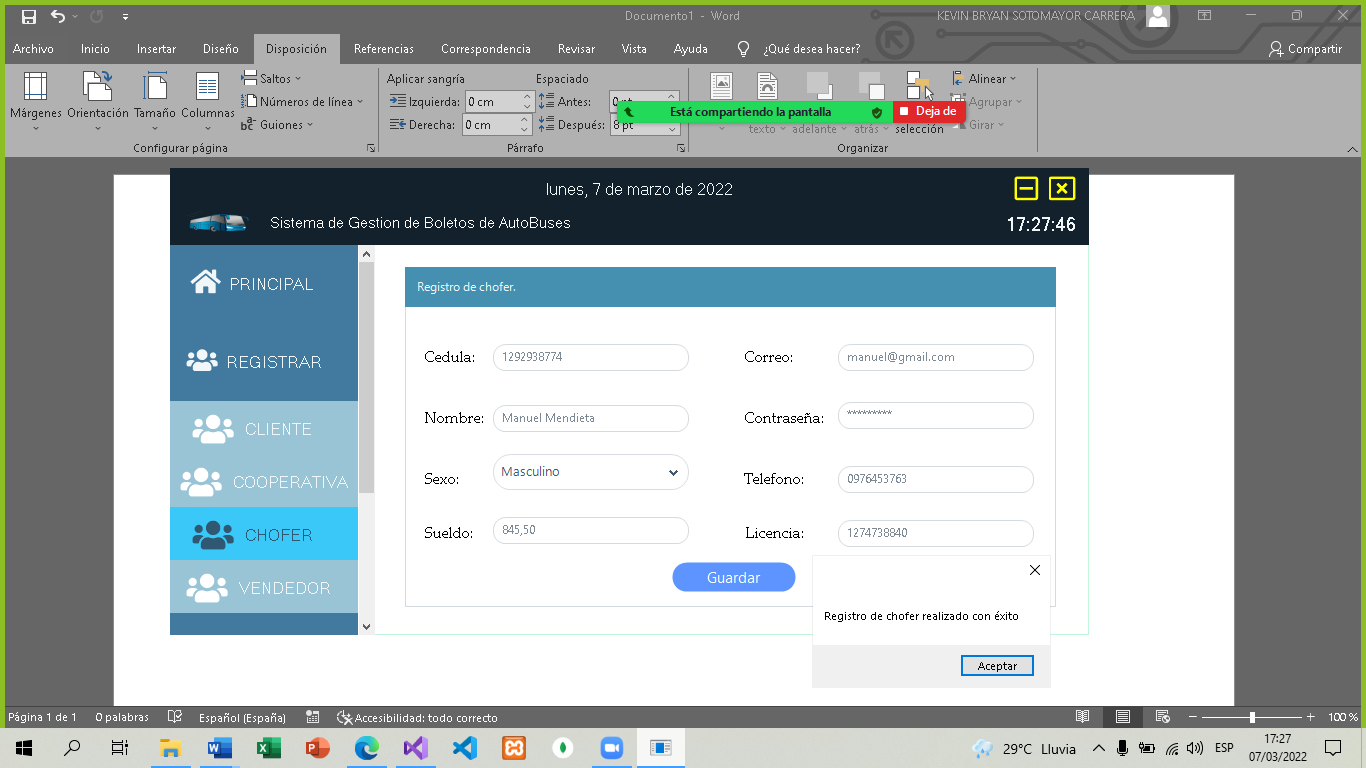 Documento1 - Word
KEVIN BRYAN SOTOMAYOR CARRERA
Archivo Inicio Insertar Diseño Disposición Referencias Correspondencia Revisar Vista Ayuda ¿Qué desea hacer? Compartir
Márgenes Orientación Tamaño Columnas
Saltos
Números de línea
Guiones
Configurar página
Aplicar sangría Espaciado
Izquierda: 0 cm Antes: 0 pt
Derecha: 0 cm Después: 8 pt
Párrafo
Está compartiendo la pantalla Deja de
texto adelante atrás selección
Alinear
Agrupar
Girar
Organizar
lunes, 7 de marzo de 2022
Sistema de Gestion de Boletos de AutoBuses
17:27:46
PRINCIPAL
REGISTRAR
CLIENTE
COOPERATIVA
CHOFER
VENDEDOR
Registro de chofer.
Cedula: 1292938774 Correo: manuel@gmail.com
Nombre: Manuel Mendieta Contraseña: *********
Sexo: Masculino Telefono: 0976453763
Sueldo: 845,50 Licencia: 1274738840
Guardar
Registro de chofer realizado con éxito
Aceptar
Página 1 de 1 0 palabras Español (España) Accesibilidad: todo correcto 100 %
29°C Lluvia ESP 17:27
07/03/2022